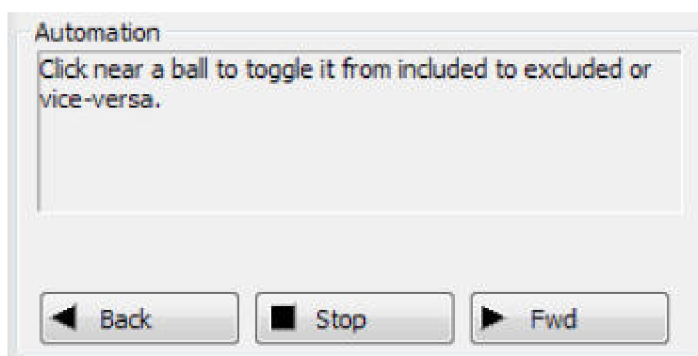 Automation
Click near a ball to toggle it from included to excluded or
vice-versa.
Back
Stop
Fwd